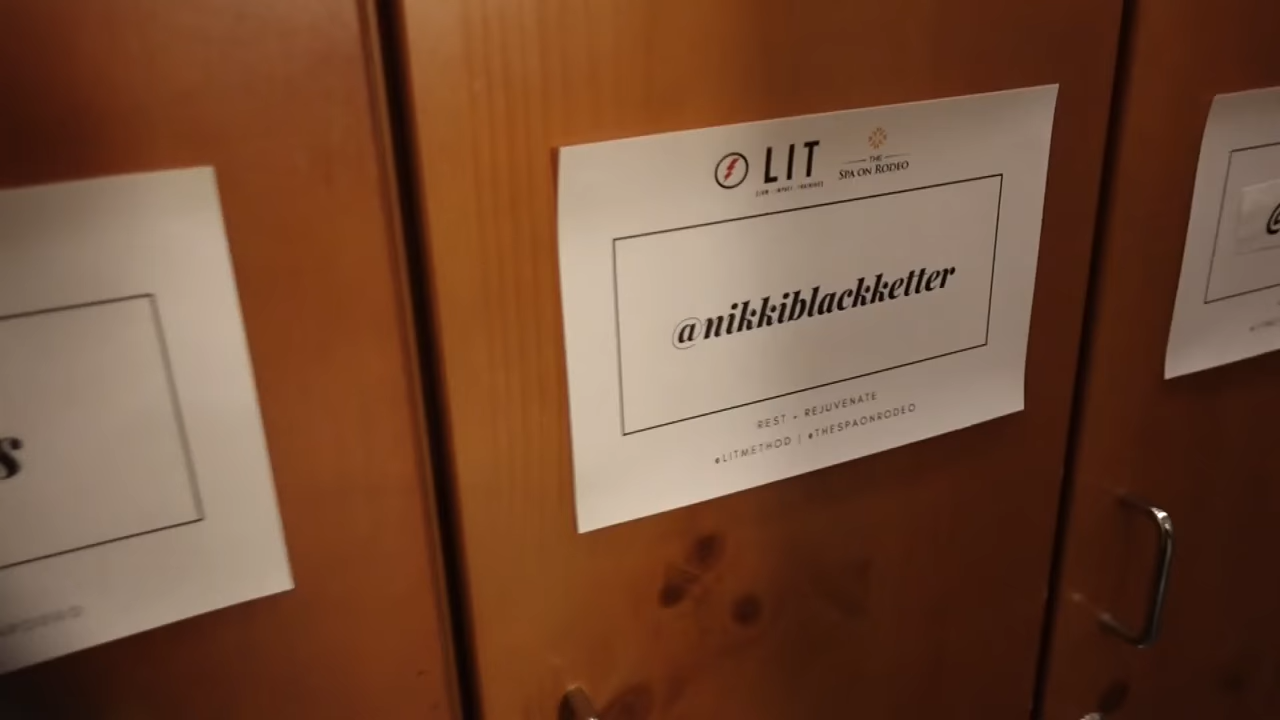 LIT
THE
SPA ON RODEO
@nikkiblackketter
REST - REJUVENATE
@LITMETHOD | @THESPAONRODEO
s
@